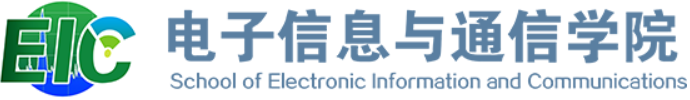 EIC
电子信息与通信学院
School of Electronic Information and Communications